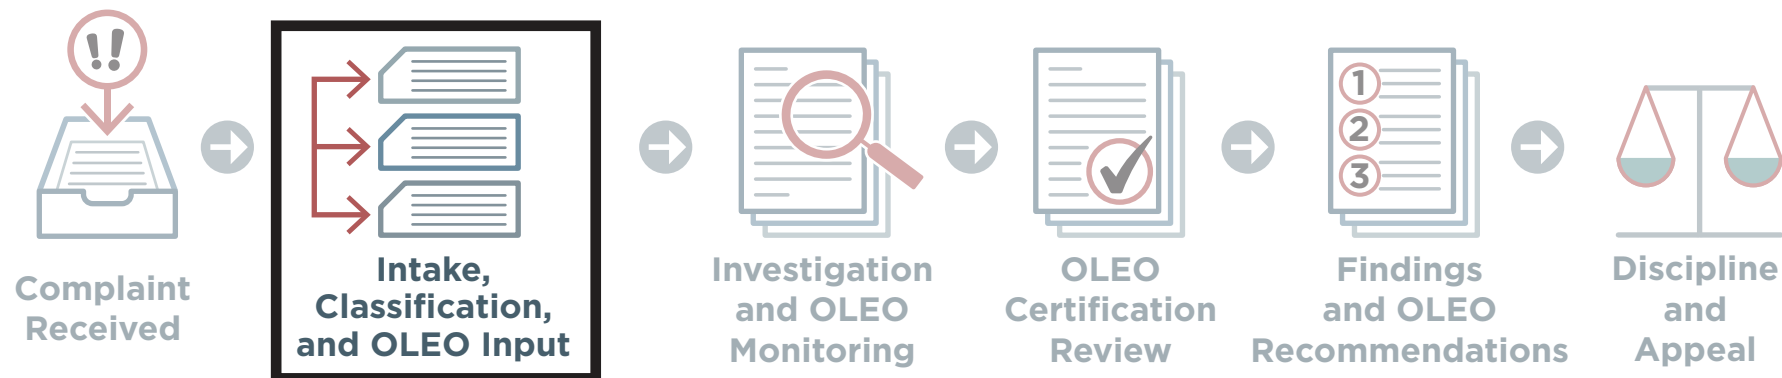 !!
Complaint
Received
Intake,
Classification,
and OLEO Input
Investigation
and OLEO
Monitoring
OLEO
Certification
Review
1
2
3
Findings
and OLEO
Recommendations
Discipline
and
Appeal